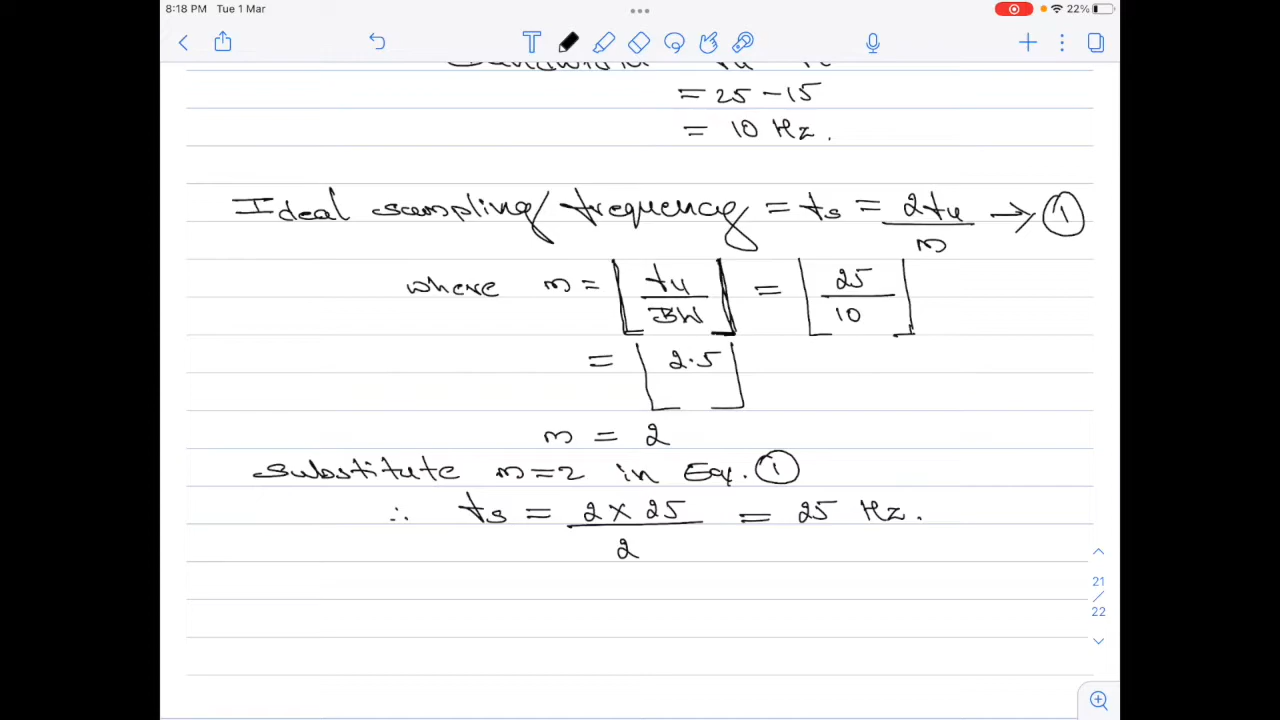 8:18 PM Tue 1 Mar
22%
= 25 - 15
= 10 Hz.
Ideal sampling frequency = fs = 2fu/m → ①
where m = ⌊fu/BW⌋ = ⌊25/10⌋
= ⌊2.5⌋
m = 2
Substitute m=2 in Eq. ①
∴ fs = 2 x 25/2 = 25 Hz.
21
/
22